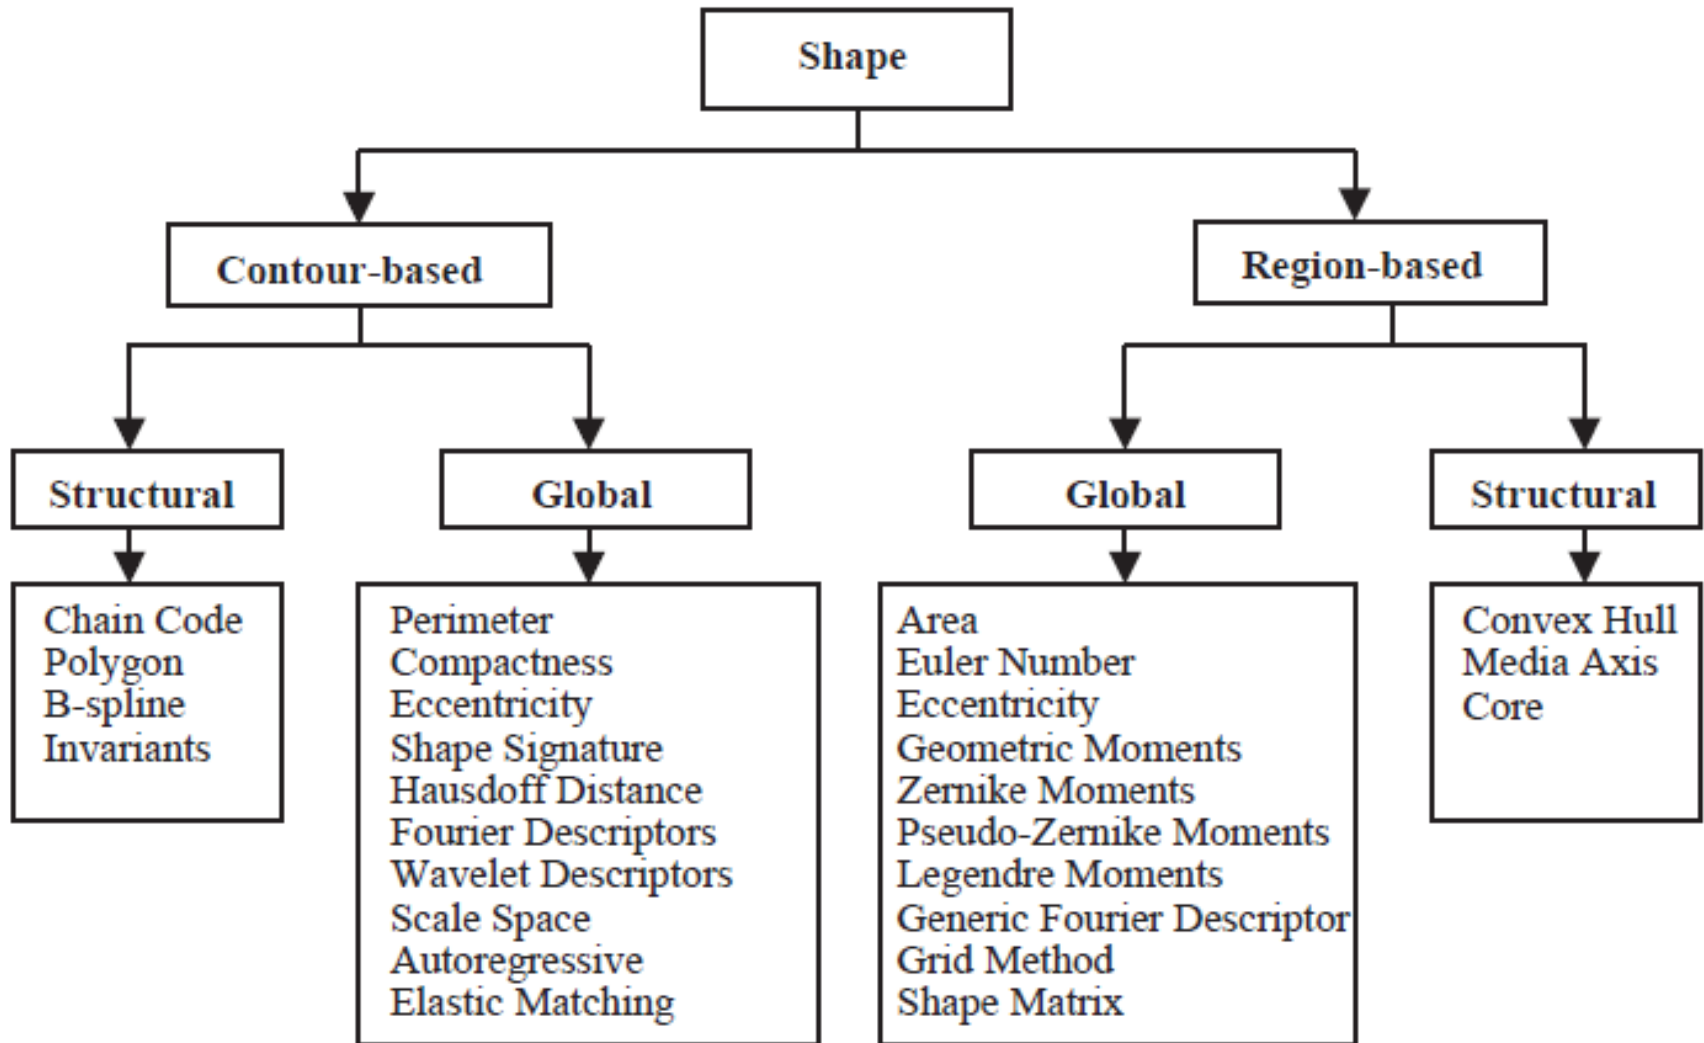 Shape
Contour-based
Region-based
Structural
Global
Global
Structural
Chain Code
Polygon
B-spline
Invariants
Perimeter
Compactness
Eccentricity
Shape Signature
Hausdoff Distance
Fourier Descriptors
Wavelet Descriptors
Scale Space
Autoregressive
Elastic Matching
Area
Euler Number
Eccentricity
Geometric Moments
Zernike Moments
Pseudo-Zernike Moments
Legendre Moments
Generic Fourier Descriptor
Grid Method
Shape Matrix
Convex Hull
Media Axis
Core